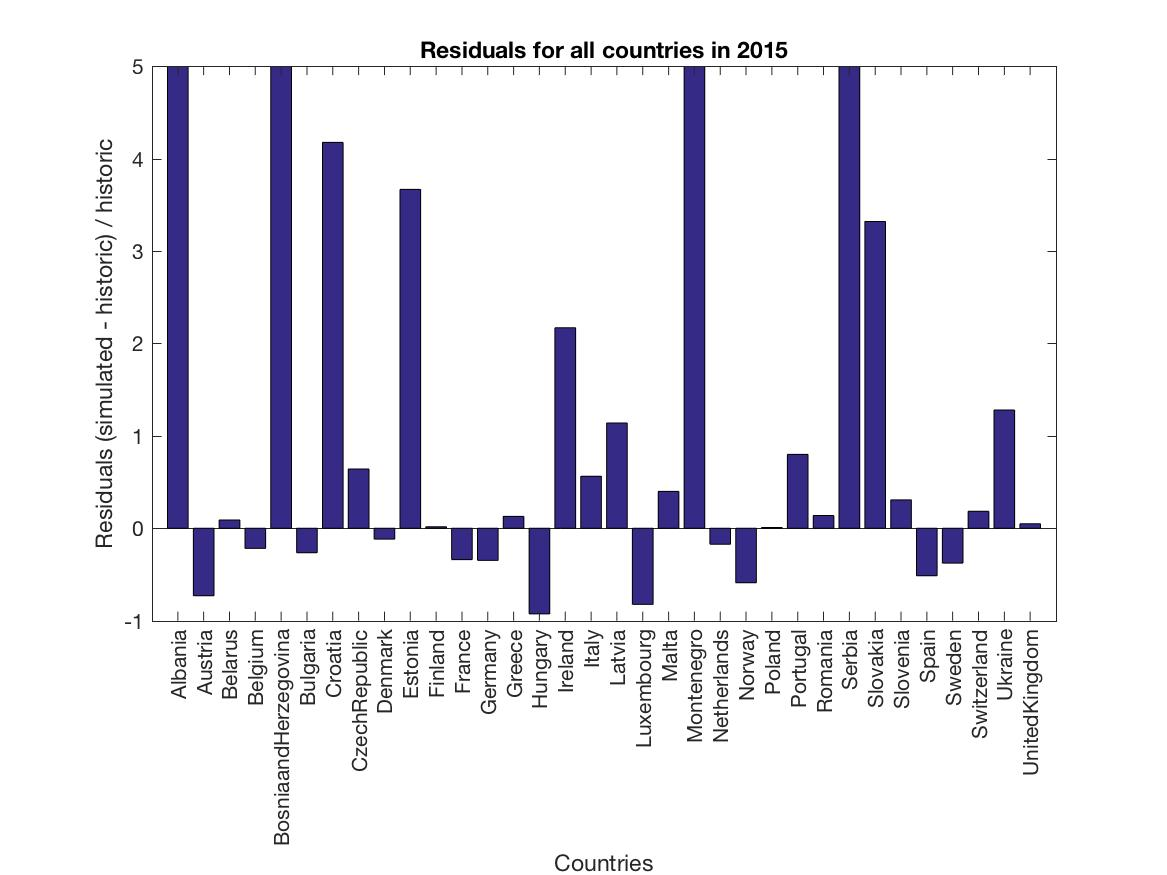 Residuals for all countries in 2015
Residuals (simulated - historic) / historic
5
4
3
2
1
0
-1
Albania
Austria
Belarus
Belgium
BosniaandHerzegovina
Bulgaria
Croatia
CzechRepublic
Denmark
Estonia
Finland
France
Germany
Greece
Hungary
Ireland
Italy
Latvia
Luxembourg
Malta
Montenegro
Netherlands
Norway
Poland
Portugal
Romania
Serbia
Slovakia
Slovenia
Spain
Sweden
Switzerland
Ukraine
UnitedKingdom
Countries